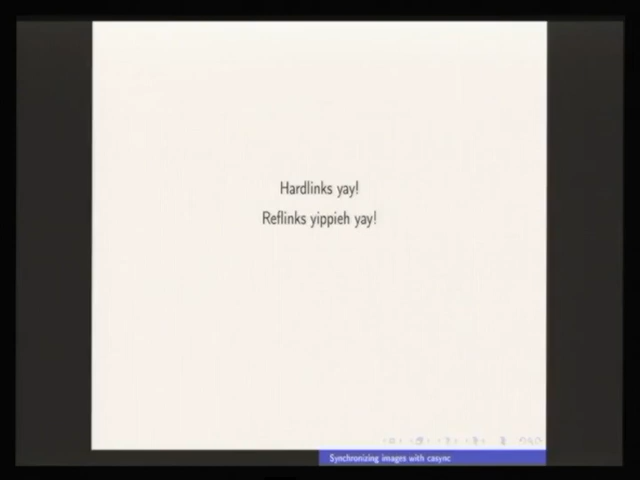 Hardlinks yay!
Reflinks yippieh yay!
Synchronizing images with casync